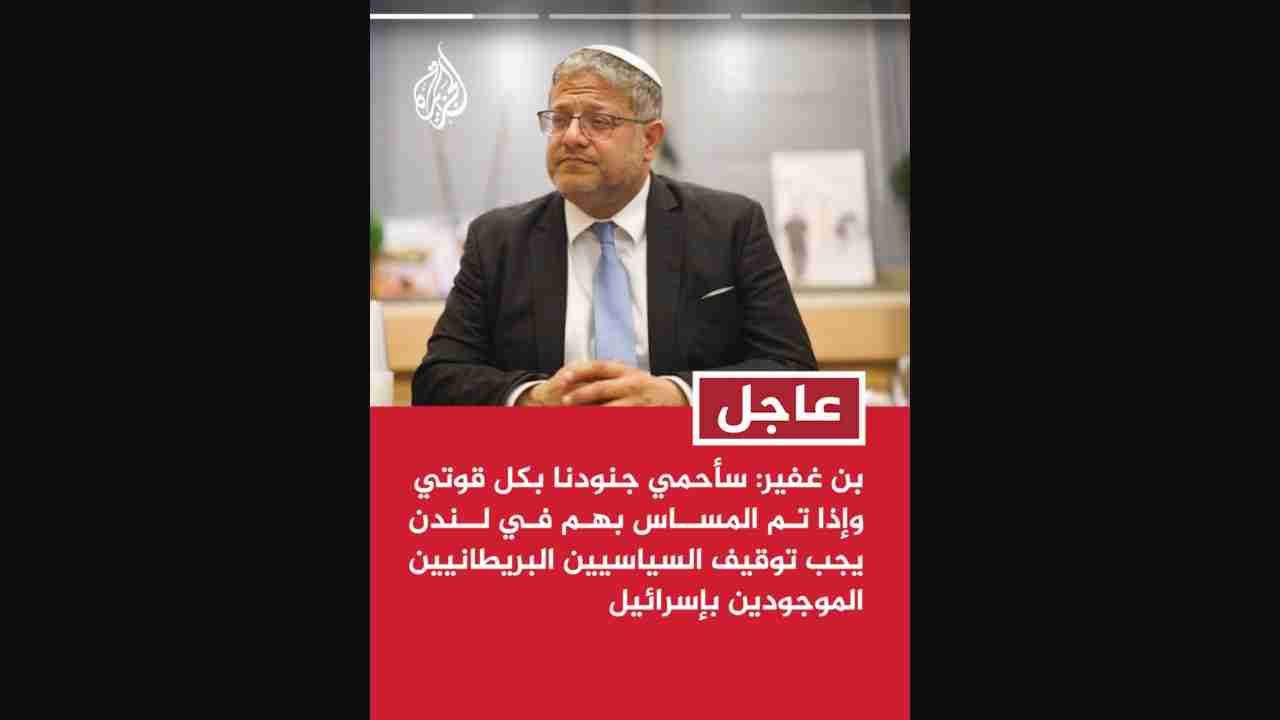 الجزيرة
عاجل
بن غفير: سأحمي جنودنا بكل قوتي
وإذا تم المساس بهم في لندن
يجب توقيف السياسيين البريطانيين
الموجودين بإسرائيل